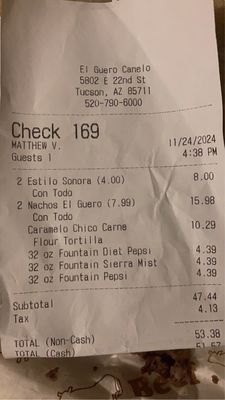 El Guero Canelo
5802 E 22nd St
Tucson, AZ 85711
520-790-6000
Check 169
MATTHEW V. 11/24/2024
Guests 1 4:38 PM
2 Estilo Sonora (4.00) 8.00
Con Todo
2 Nachos El Guero (7.99) 15.98
Con Todo
Caramelo Chico Carne 10.29
Flour Tortilla
32 oz Fountain Diet Pepsi 4.39
32 oz Fountain Sierra Mist 4.39
32 oz Fountain Pepsi 4.39
Subtotal 47.44
Tax 4.13
TOTAL (Non-Cash) 53.38
TOTAL (Cash) 51.57